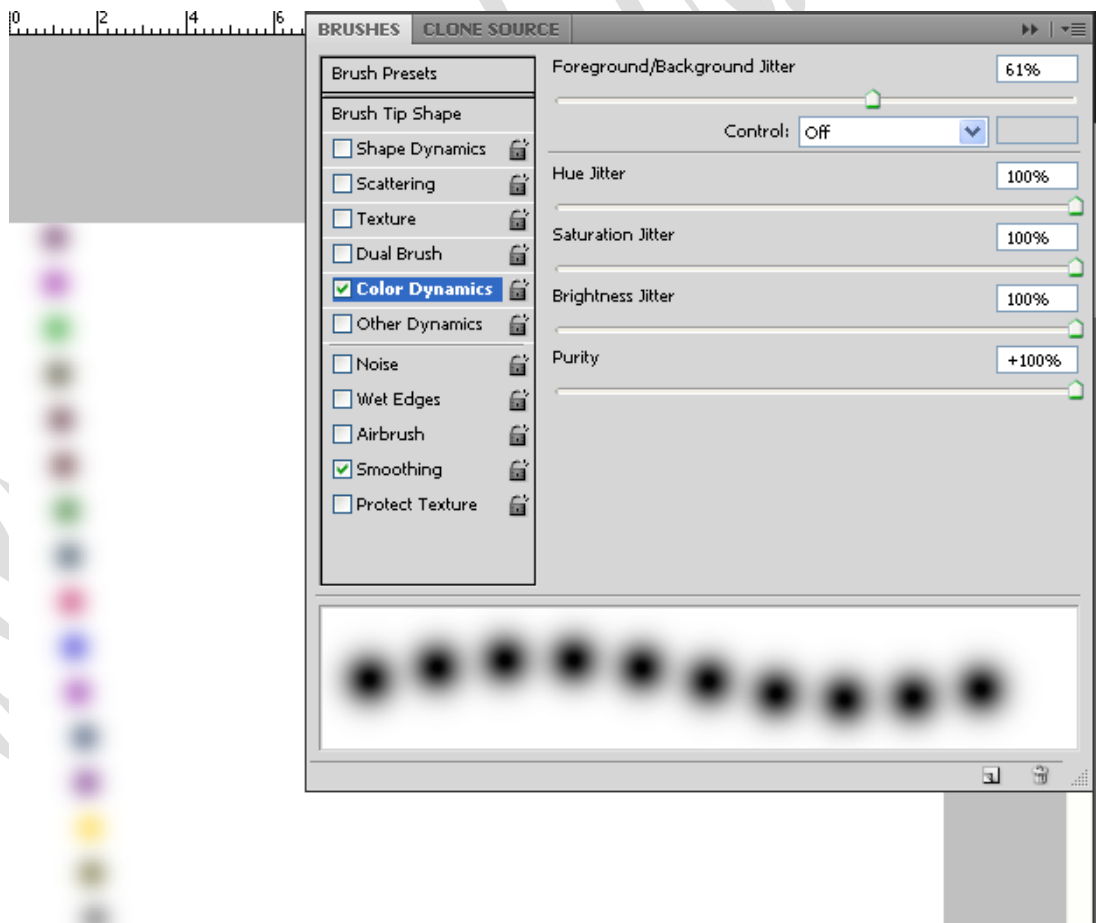 0 2 4 6
BRUSHES CLONE SOURCE
Brush Presets
Brush Tip Shape
Shape Dynamics
Scattering
Texture
Dual Brush
Color Dynamics
Other Dynamics
Noise
Wet Edges
Airbrush
Smoothing
Protect Texture
Foreground/Background Jitter 61%
Control: Off
Hue Jitter 100%
Saturation Jitter 100%
Brightness Jitter 100%
Purity +100%